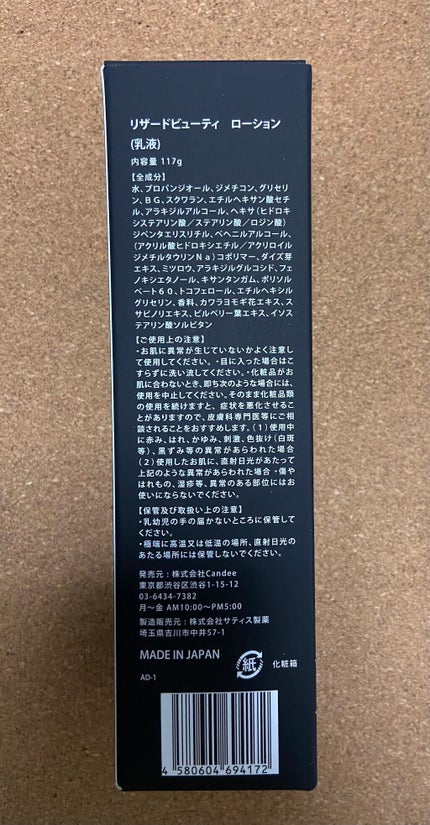 リザードビューティ　ローション
(乳液)
内容量 117g
【全成分】
水、プロパンジオール、ジメチコン、グリセリ
ン、ＢＧ、スクワラン、エチルヘキサン酸セチ
ル、アラキジルアルコール、ヘキサ（ヒドロキ
システアリン酸／ステアリン酸／ロジン酸）
ジペンタエリスリチル、ベヘニルアルコール、
（アクリル酸ヒドロキシエチル／アクリロイル
ジメチルタウリンＮａ）コポリマー、ダイズ芽
エキス、ミツロウ、アラキジルグルコシド、フェ
ノキシエタノール、キサンタンガム、ポリソル
ベート６０、トコフェロール、エチルヘキシル
グリセリン、香料、カワラヨモギ花エキス、ス
サビノリエキス、ビルベリー葉エキス、イソス
テアリン酸ソルビタン
【ご使用上の注意】
・お肌に異常が生じていないかよく注意し
て使用してください。・目に入った場合はこ
すらずに洗い流してください。・化粧品がお
肌に合わないとき、即ち次のような場合には、
使用を中止してください。そのまま化粧品類
の使用を続けますと、症状を悪化させるこ
とがありますので、皮膚科専門医等にご相
談されることをおすすめします。（１）使用中
に赤み、はれ、かゆみ、刺激、色抜け（白斑
等）、黒ずみ等の異常があらわれた場合
（２）使用したお肌に、直射日光があたって
上記のような異常があらわれた場合 ・傷や
はれもの、湿疹等、異常のある部位にはお
使いにならないでください。
【保管及び取扱い上の注意】
・乳幼児の手の届かないところに保管して
ください。
・極端に高温又は低温の場所、直射日光の
あたる場所には保管しないでください。
発売元：株式会社Candee
東京都渋谷区渋谷1-15-12
03-6434-7382
月～金 AM10:00～PM5:00
製造販売元：株式会社サティス製薬
埼玉県吉川市中井57-1
MADE IN JAPAN
紙 化粧箱
AD-1
4 580604 694172